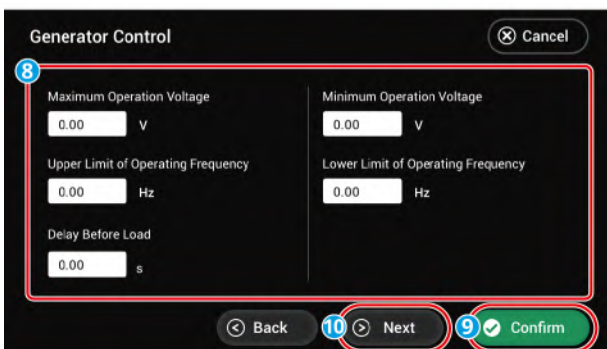 Generator Control
Cancel
8
Maximum Operation Voltage
Minimum Operation Voltage
0.00 V
0.00 V
Upper Limit of Operating Frequency
Lower Limit of Operating Frequency
0.00 Hz
0.00 Hz
Delay Before Load
0.00 s
Back
10 Next
9 Confirm